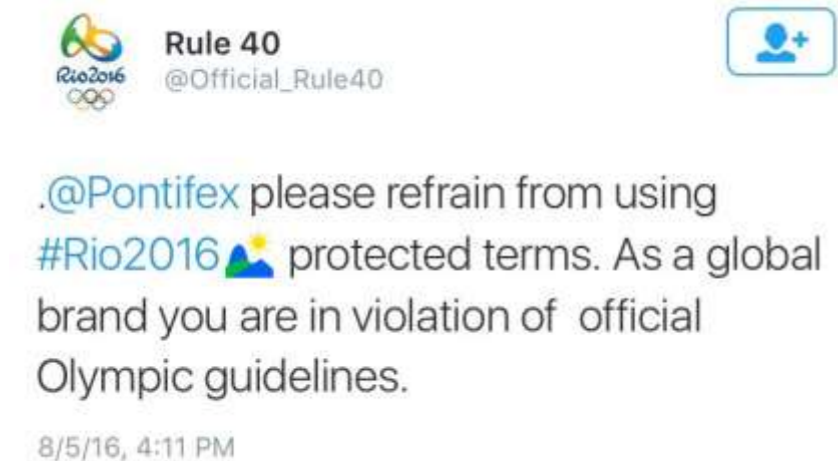 Rule 40
Rio2016
@Official_Rule40
.@Pontifex please refrain from using
#Rio2016 protected terms. As a global
brand you are in violation of official
Olympic guidelines.
8/5/16, 4:11 PM